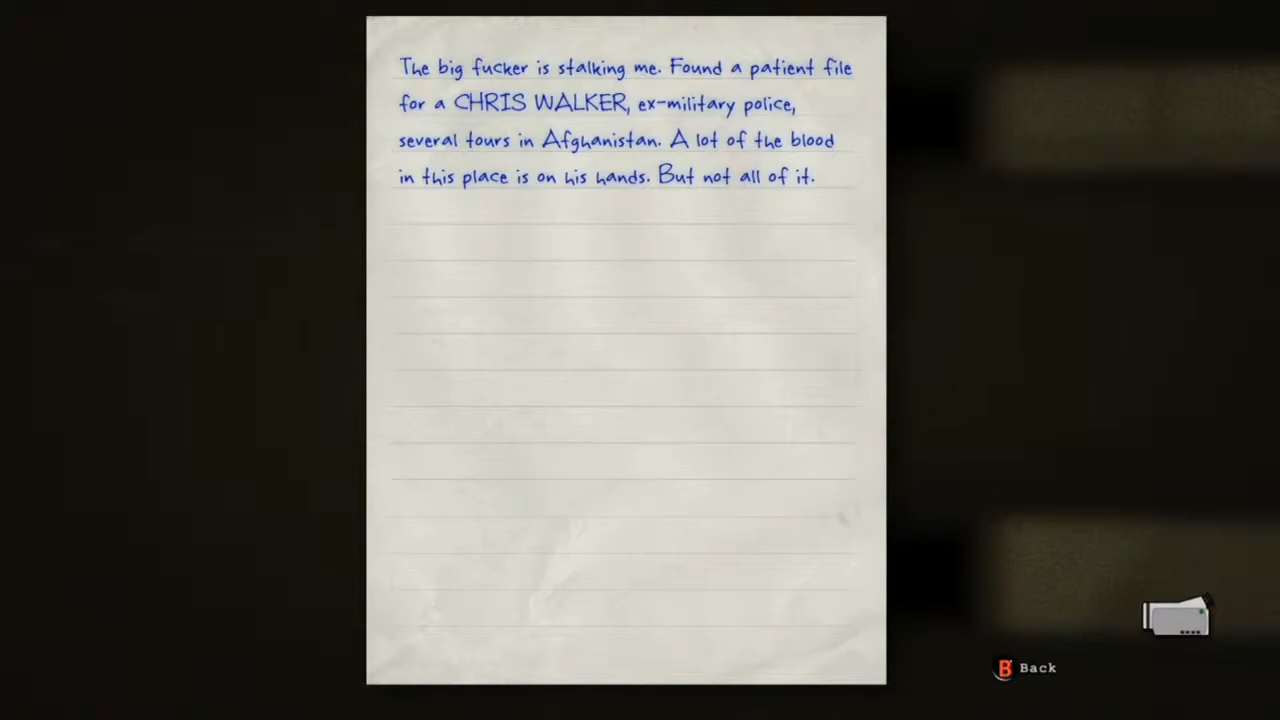 The big fucker is stalking me. Found a patient file
for a CHRIS WALKER, ex-military police,
several tours in Afghanistan. A lot of the blood
in this place is on his hands. But not all of it.
B Back